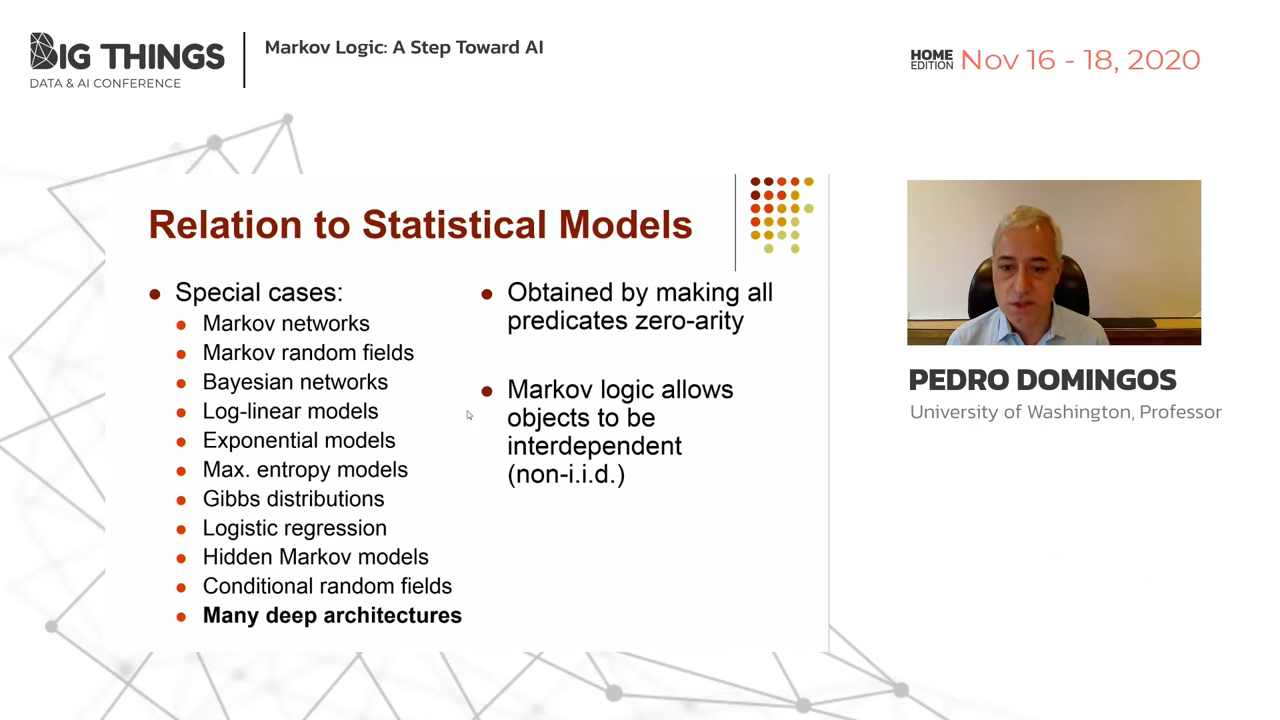 BIG THINGS
DATA & AI CONFERENCE
Markov Logic: A Step Toward AI
HOME
EDITION
Nov 16 - 18, 2020
Relation to Statistical Models
Special cases:
Markov networks
Markov random fields
Bayesian networks
Log-linear models
Exponential models
Max. entropy models
Gibbs distributions
Logistic regression
Hidden Markov models
Conditional random fields
Many deep architectures
Obtained by making all
predicates zero-arity
Markov logic allows
objects to be
interdependent
(non-i.i.d.)
PEDRO DOMINGOS
University of Washington, Professor